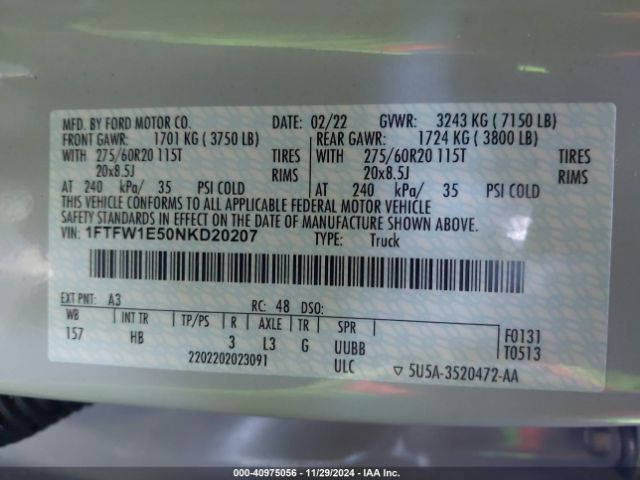 MFD. BY FORD MOTOR CO. DATE: 02/22 GVWR: 3243 KG ( 7150 LB)
FRONT GAWR: 1701 KG ( 3750 LB) REAR GAWR: 1724 KG ( 3800 LB)
WITH 275/60R20 115T TIRES WITH 275/60R20 115T TIRES
20x8.5J RIMS 20x8.5J RIMS
AT 240 kPa/ 35 PSI COLD AT 240 kPa/ 35 PSI COLD
THIS VEHICLE CONFORMS TO ALL APPLICABLE FEDERAL MOTOR VEHICLE
SAFETY STANDARDS IN EFFECT ON THE DATE OF MANUFACTURE SHOWN ABOVE.
VIN: 1FTFW1E50NKD20207 TYPE: Truck
EXT PNT: A3 RC: 48 DSO:
WB INT TR TP/PS R AXLE TR SPR F0131
157 HB 3 L3 G UUBB T0513
2202202023091 ULC ▽ 5U5A-3520472-AA
000-40975056 - 11/29/2024 - IAA Inc.